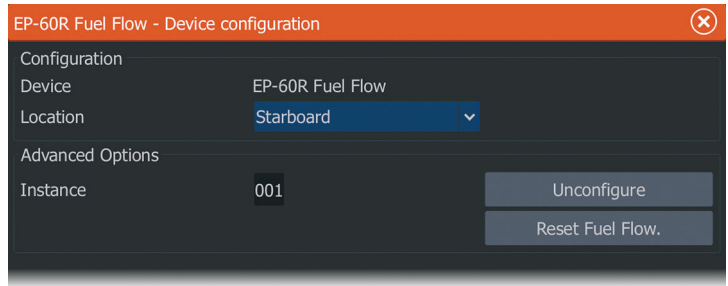 EP-60R Fuel Flow - Device configuration
Configuration
Device EP-60R Fuel Flow
Location Starboard
Advanced Options
Instance 001 Unconfigure
Reset Fuel Flow.